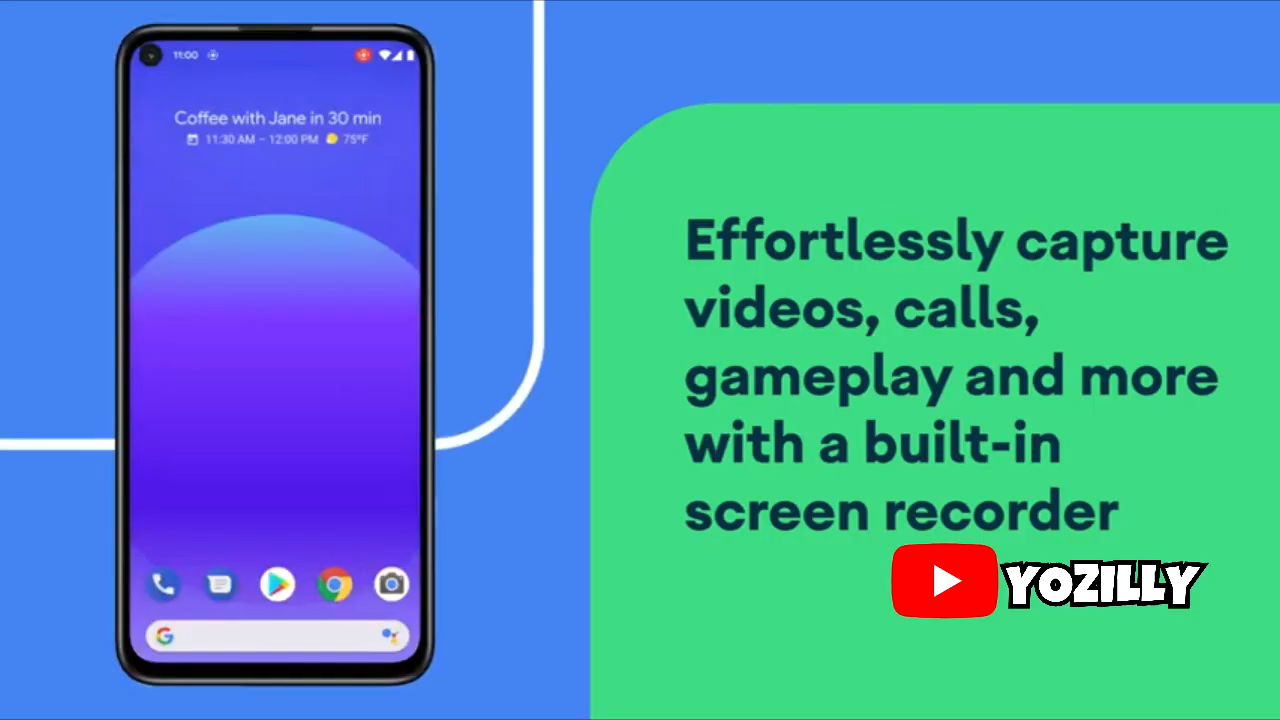 11:00
Coffee with Jane in 30 min
11:30 AM – 12:00 PM 75°F
Effortlessly capture
videos, calls,
gameplay and more
with a built-in
screen recorder
YOZILLY